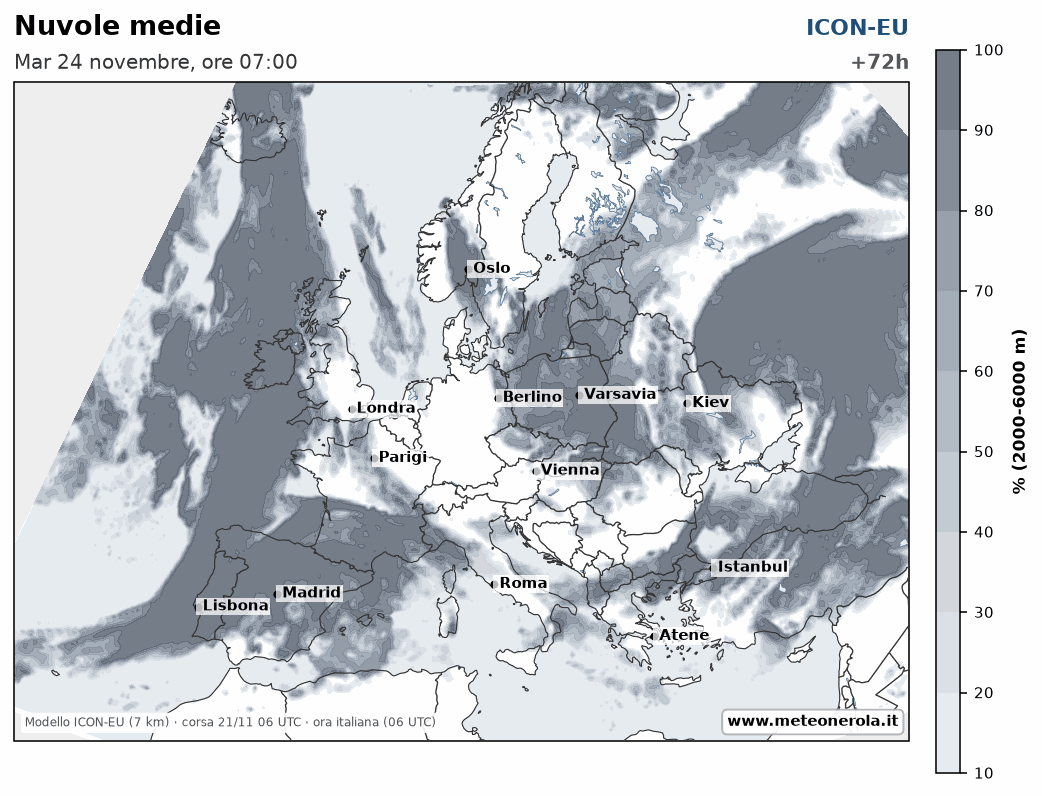 Nuvole medie
ICON-EU
Mar 24 novembre, ore 07:00
+72h
100
90
80
70
60
50
40
30
20
10
% (2000-6000 m)
Oslo
Londra
Berlino
Varsavia
Kiev
Parigi
Vienna
Istanbul
Roma
Madrid
Lisbona
Atene
Modello ICON-EU (7 km) · corsa 21/11 06 UTC · ora italiana (06 UTC)
www.meteonerola.it